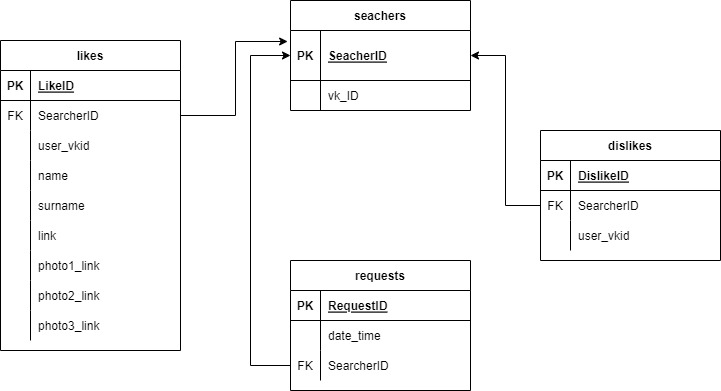 seachers
PK SeacherID
vk_ID
likes
PK LikeID
FK SearcherID
user_vkid
name
surname
link
photo1_link
photo2_link
photo3_link
dislikes
PK DislikeID
FK SearcherID
user_vkid
requests
PK RequestID
date_time
FK SearcherID